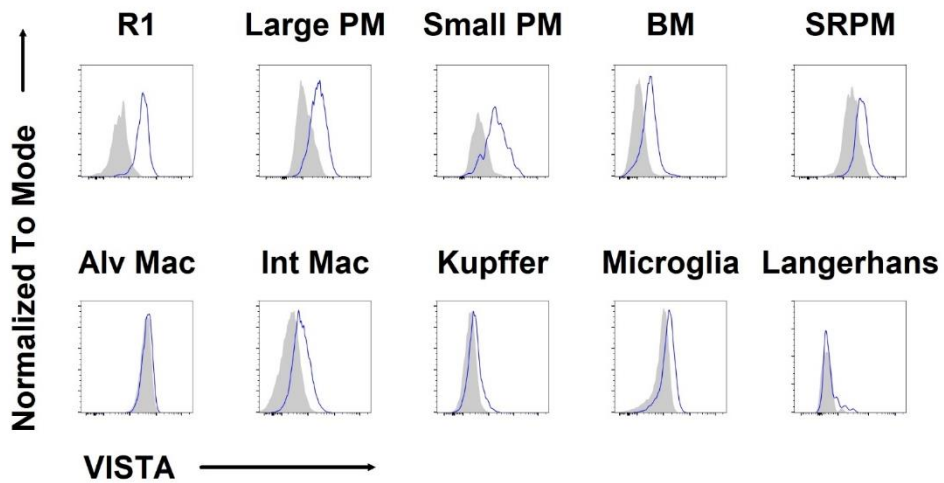 R1 Large PM Small PM BM SRPM
Normalized To Mode
Alv Mac Int Mac Kupffer Microglia Langerhans
VISTA